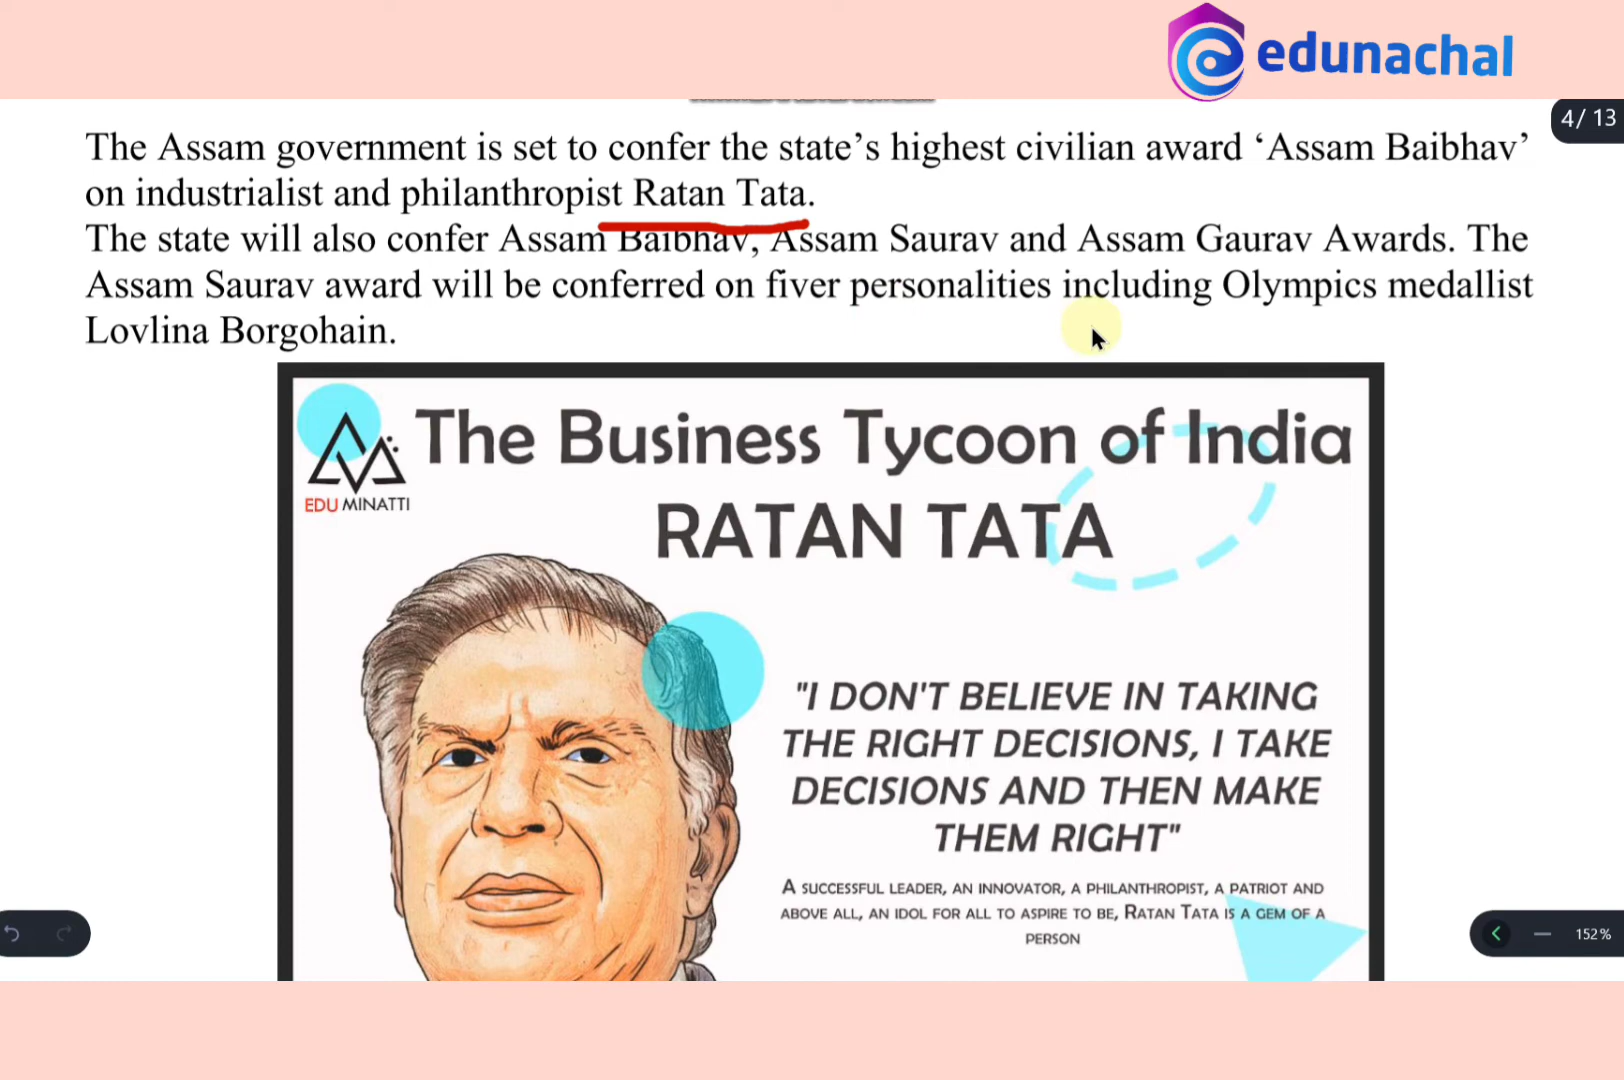 edunachal
4/ 13
The Assam government is set to confer the state’s highest civilian award ‘Assam Baibhav’
on industrialist and philanthropist Ratan Tata.
The state will also confer Assam Baibhav, Assam Saurav and Assam Gaurav Awards. The
Assam Saurav award will be conferred on fiver personalities including Olympics medallist
Lovlina Borgohain.
The Business Tycoon of India
EDU MINATTI
RATAN TATA
"I DON'T BELIEVE IN TAKING
THE RIGHT DECISIONS, I TAKE
DECISIONS AND THEN MAKE
THEM RIGHT"
A SUCCESSFUL LEADER, AN INNOVATOR, A PHILANTHROPIST, A PATRIOT AND
ABOVE ALL, AN IDOL FOR ALL TO ASPIRE TO BE, RATAN TATA IS A GEM OF A
PERSON
152%